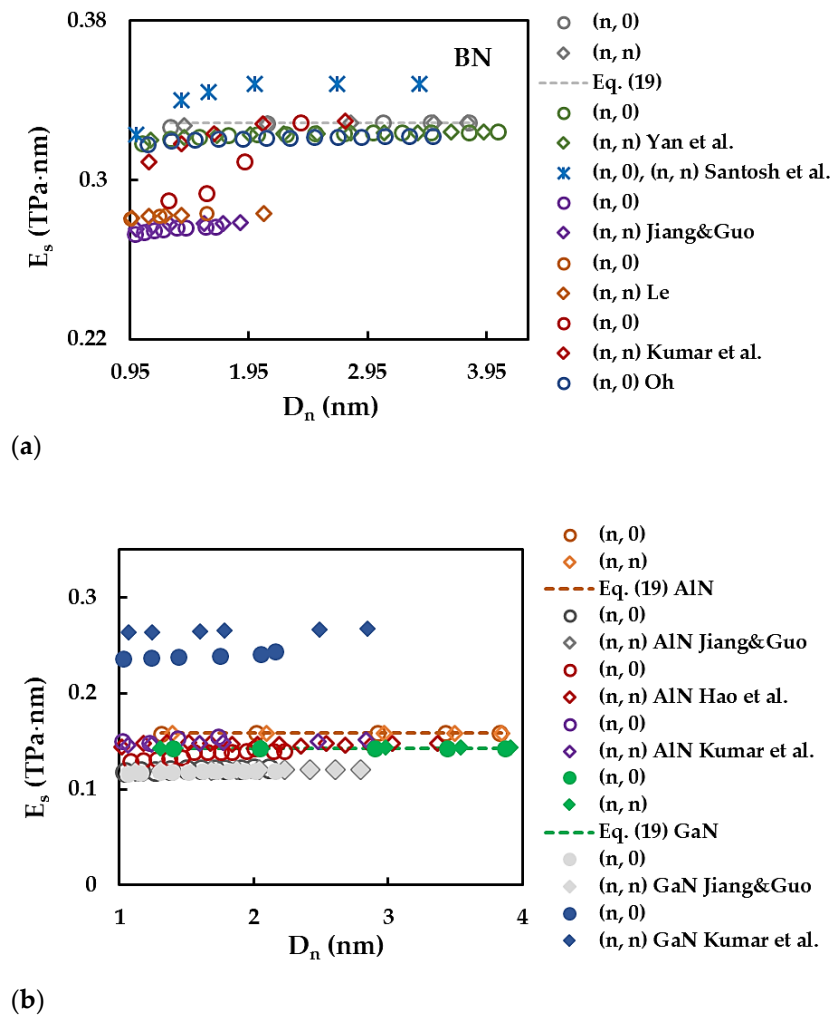 0.38
0.3
0.22
E_s (TPa·nm)
BN
0.95
1.95
2.95
3.95
D_n (nm)
(n, 0)
(n, n)
Eq. (19)
(n, 0)
(n, n) Yan et al.
(n, 0), (n, n) Santosh et al.
(n, 0)
(n, n) Jiang&Guo
(n, 0)
(n, n) Le
(n, 0)
(n, n) Kumar et al.
(n, 0) Oh
(a)
0.3
0.2
0.1
0
E_s (TPa·nm)
1
2
3
4
D_n (nm)
(n, 0)
(n, n)
Eq. (19) AlN
(n, 0)
(n, n) AlN Jiang&Guo
(n, 0)
(n, n) AlN Hao et al.
(n, 0)
(n, n) AlN Kumar et al.
(n, 0)
(n, n)
Eq. (19) GaN
(n, 0)
(n, n) GaN Jiang&Guo
(n, 0)
(n, n) GaN Kumar et al.
(b)